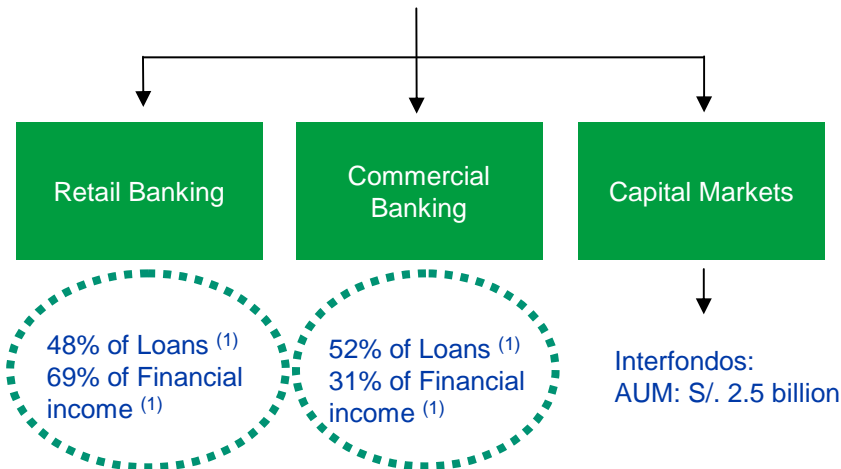 Retail Banking
Commercial
Banking
Capital Markets
48% of Loans (1)
69% of Financial
income (1)
52% of Loans (1)
31% of Financial
income (1)
Interfondos:
AUM: S/. 2.5 billion